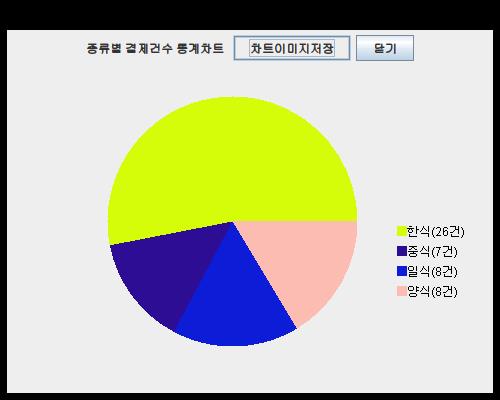 종류별 결제건수 통계차트 차트이미지저장 닫기
한식(26건)
중식(7건)
일식(8건)
양식(8건)